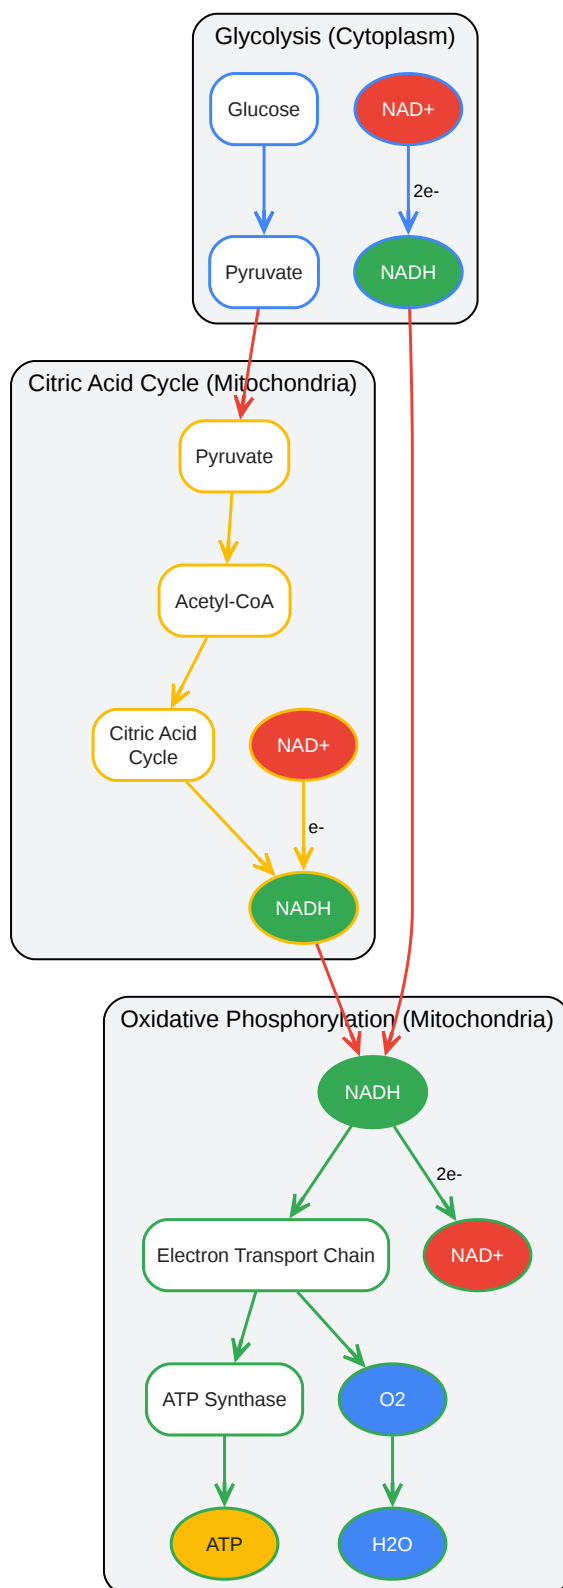 Glycolysis (Cytoplasm)
Glucose
NAD+
2e-
Pyruvate
NADH
Citric Acid Cycle (Mitochondria)
Pyruvate
Acetyl-CoA
Citric Acid
Cycle
NAD+
e-
NADH
Oxidative Phosphorylation (Mitochondria)
NADH
2e-
Electron Transport Chain
NAD+
ATP Synthase
O2
ATP
H2O